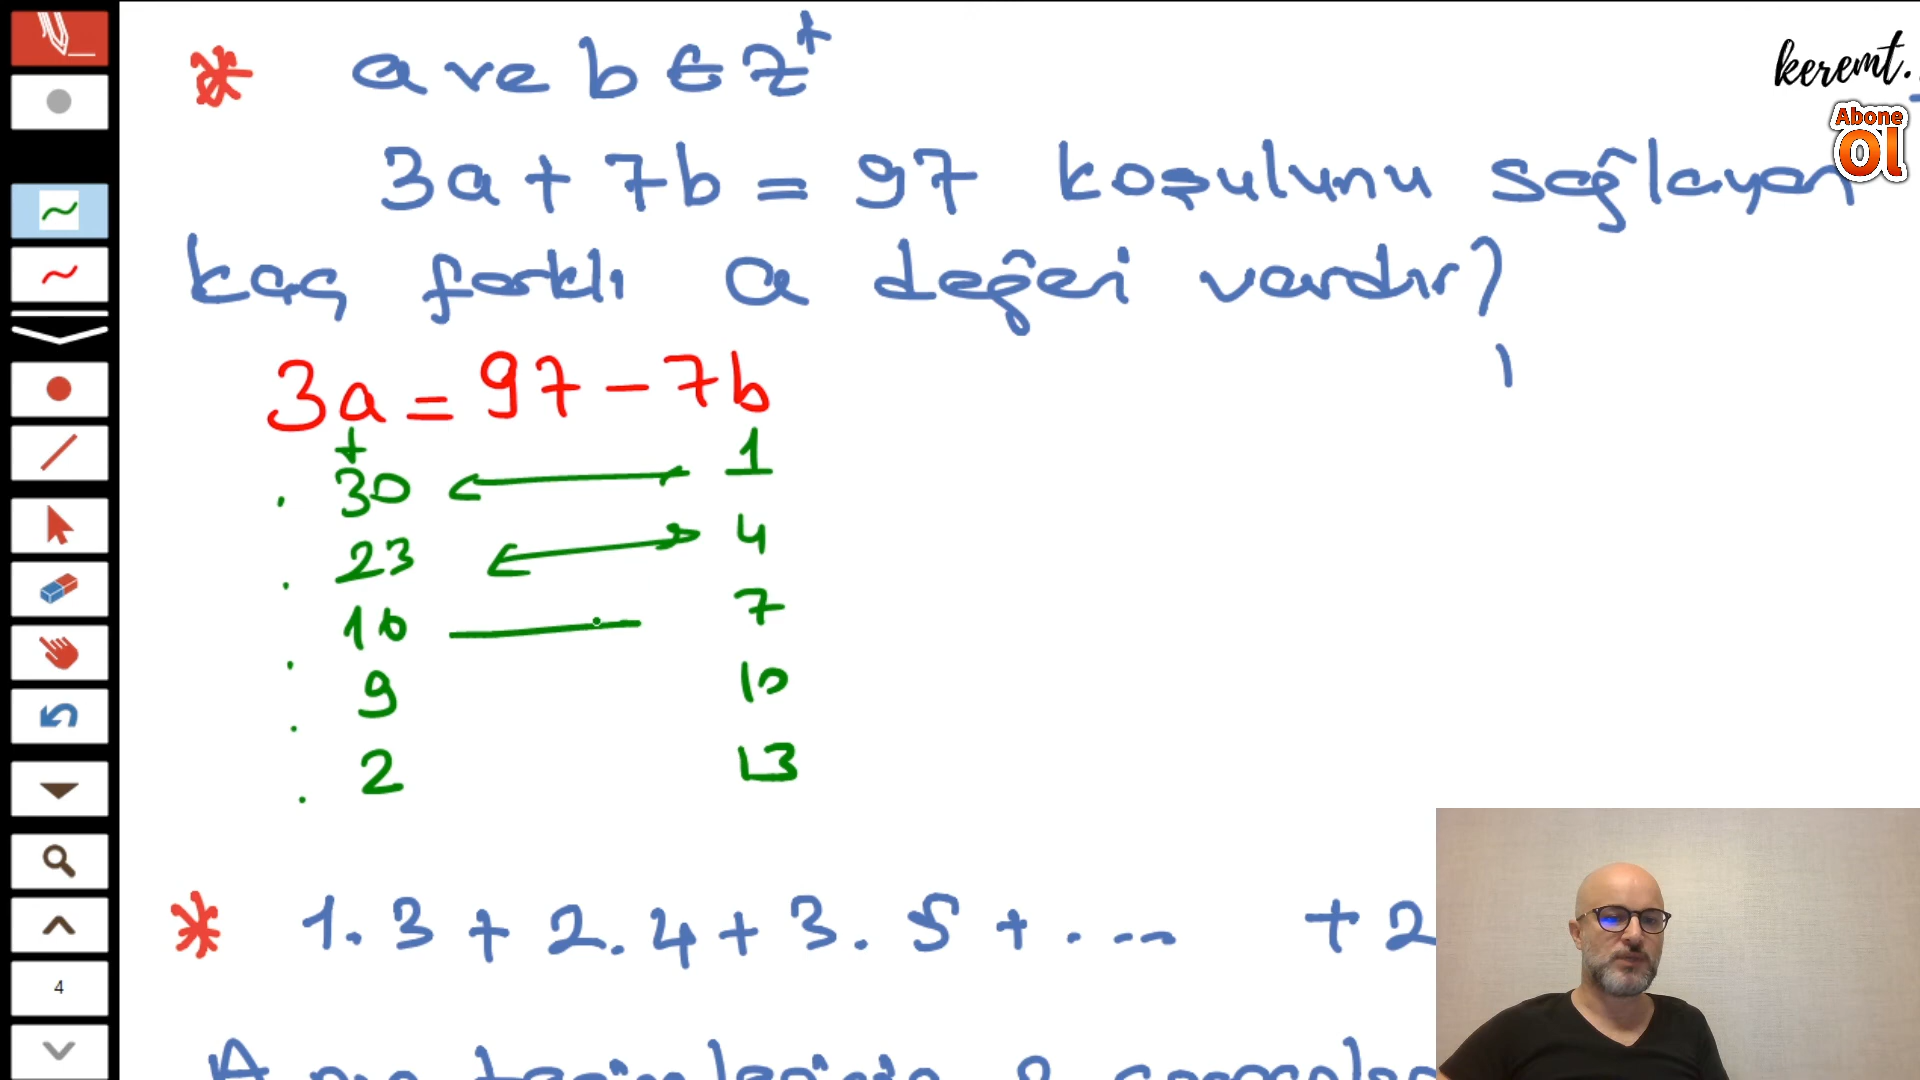 keremt.
Abone
Ol
* a ve b ∈ Z⁺
3a + 7b = 97 koşulunu sağlayan
kaç farklı a değeri vardır?
3a = 97 - 7b
+
30 1
23 4
16 7
9 10
2 13
* 1.3 + 2.4 + 3.5 + .... + 2
4